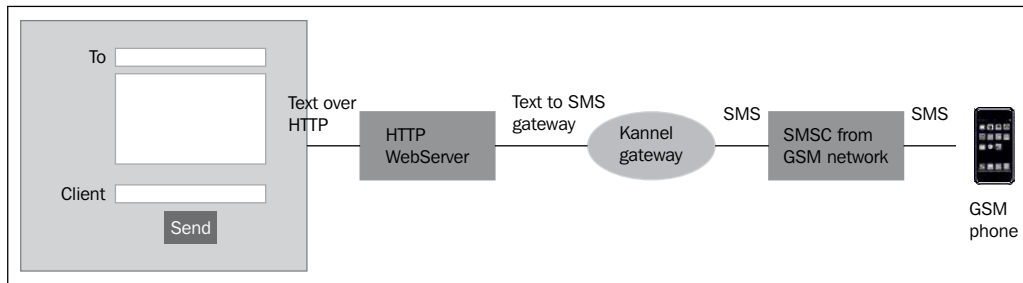 To
Client
Send
Text over
HTTP
HTTP
WebServer
Text to SMS
gateway
Kannel
gateway
SMS
SMSC from
GSM network
SMS
GSM
phone